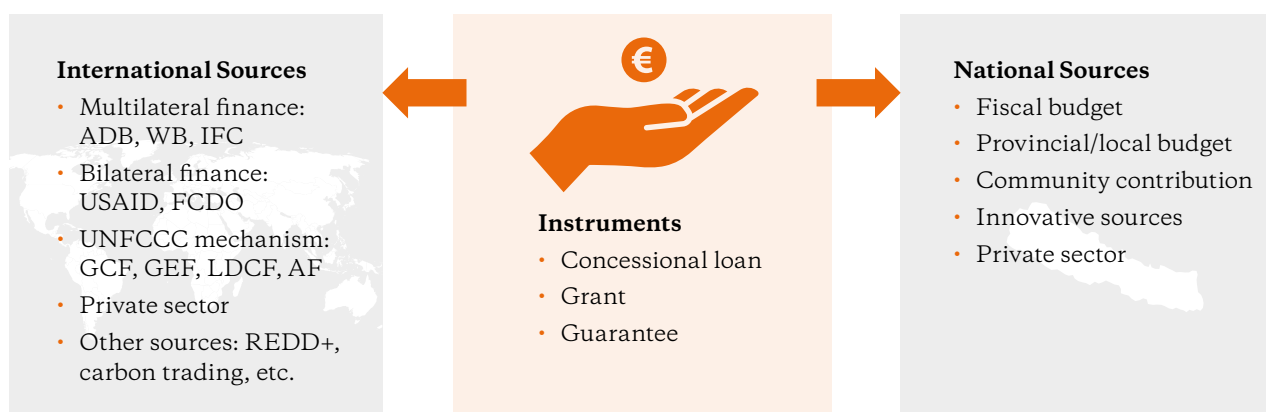 International Sources
• Multilateral finance:
ADB, WB, IFC
• Bilateral finance:
USAID, FCDO
• UNFCCC mechanism:
GCF, GEF, LDCF, AF
• Private sector
• Other sources: REDD+,
carbon trading, etc.
€
Instruments
• Concessional loan
• Grant
• Guarantee
National Sources
• Fiscal budget
• Provincial/local budget
• Community contribution
• Innovative sources
• Private sector